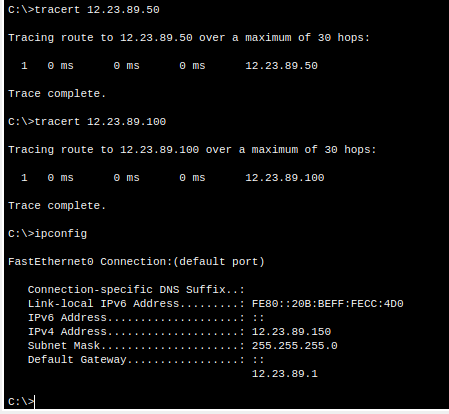 C:\>tracert 12.23.89.50
Tracing route to 12.23.89.50 over a maximum of 30 hops:
1 0 ms 0 ms 0 ms 12.23.89.50
Trace complete.
C:\>tracert 12.23.89.100
Tracing route to 12.23.89.100 over a maximum of 30 hops:
1 0 ms 0 ms 0 ms 12.23.89.100
Trace complete.
C:\>ipconfig
FastEthernet0 Connection:(default port)
Connection-specific DNS Suffix..:
Link-local IPv6 Address.........: FE80::20B:BEFF:FECC:4D0
IPv6 Address....................: ::
IPv4 Address....................: 12.23.89.150
Subnet Mask.....................: 255.255.255.0
Default Gateway.................: ::
12.23.89.1
C:\>